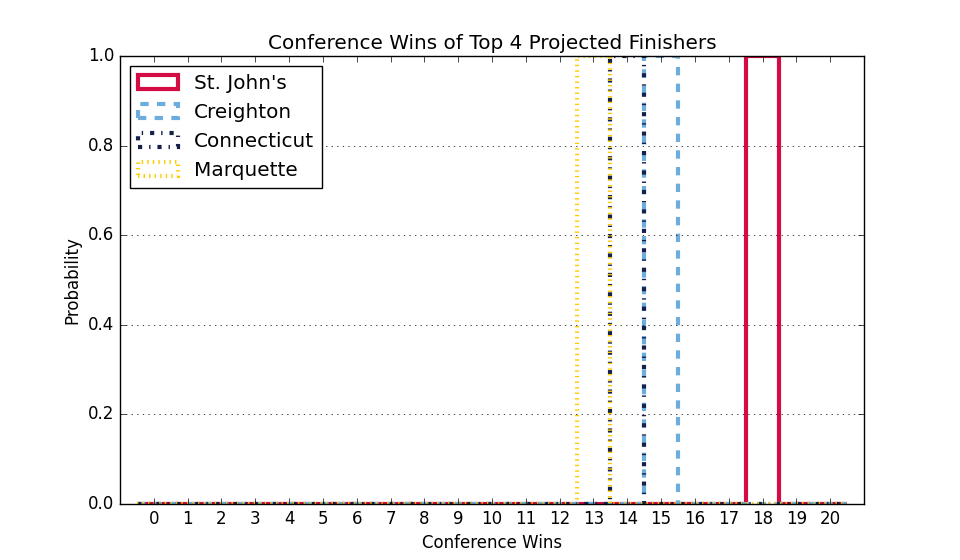 Conference Wins of Top 4 Projected Finishers
1.0
0.8
0.6
0.4
0.2
0.0
Probability
St. John's
Creighton
Connecticut
Marquette
0 1 2 3 4 5 6 7 8 9 10 11 12 13 14 15 16 17 18 19 20
Conference Wins